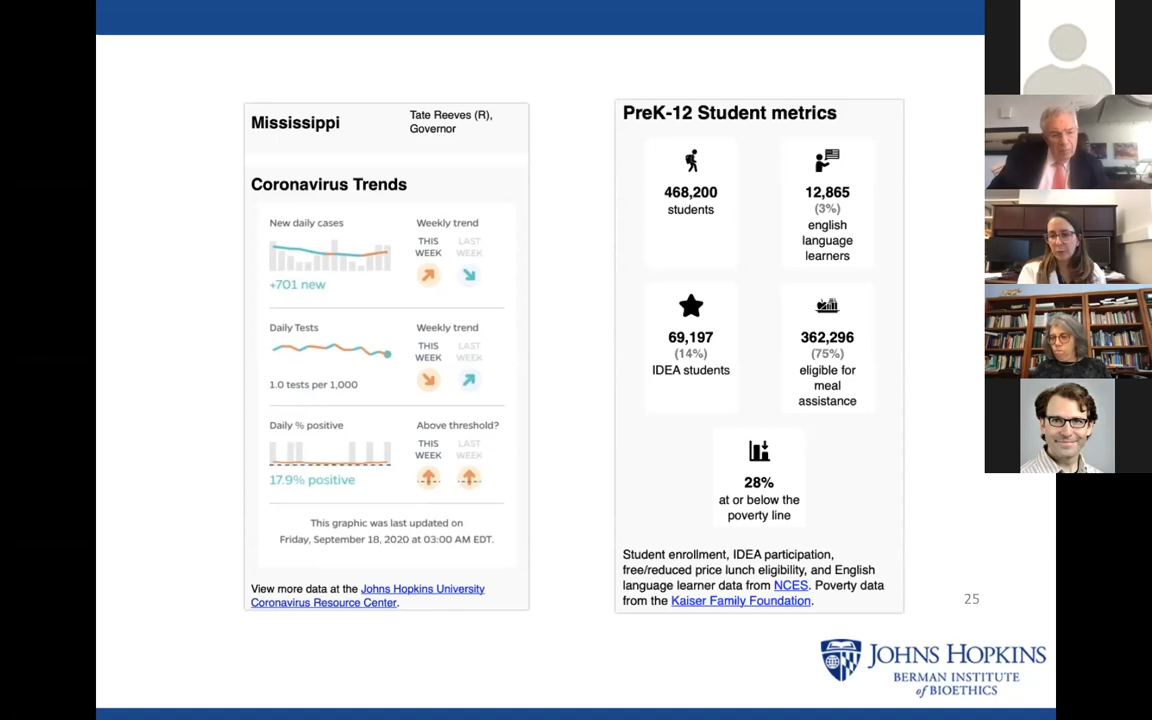 Mississippi
Tate Reeves (R),
Governor
Coronavirus Trends
New daily cases
Weekly trend
THIS
WEEK
LAST
WEEK
+701 new
Daily Tests
Weekly trend
THIS
WEEK
LAST
WEEK
1.0 tests per 1,000
Daily % positive
Above threshold?
THIS
WEEK
LAST
WEEK
17.9% positive
This graphic was last updated on
Friday, September 18, 2020 at 03:00 AM EDT.
View more data at the Johns Hopkins University
Coronavirus Resource Center.
PreK-12 Student metrics
468,200
students
12,865
(3%)
english
language
learners
69,197
(14%)
IDEA students
362,296
(75%)
eligible for
meal
assistance
28%
at or below the
poverty line
Student enrollment, IDEA participation,
free/reduced price lunch eligibility, and English
language learner data from NCES. Poverty data
from the Kaiser Family Foundation.
25
JOHNS HOPKINS
BERMAN INSTITUTE
of BIOETHICS